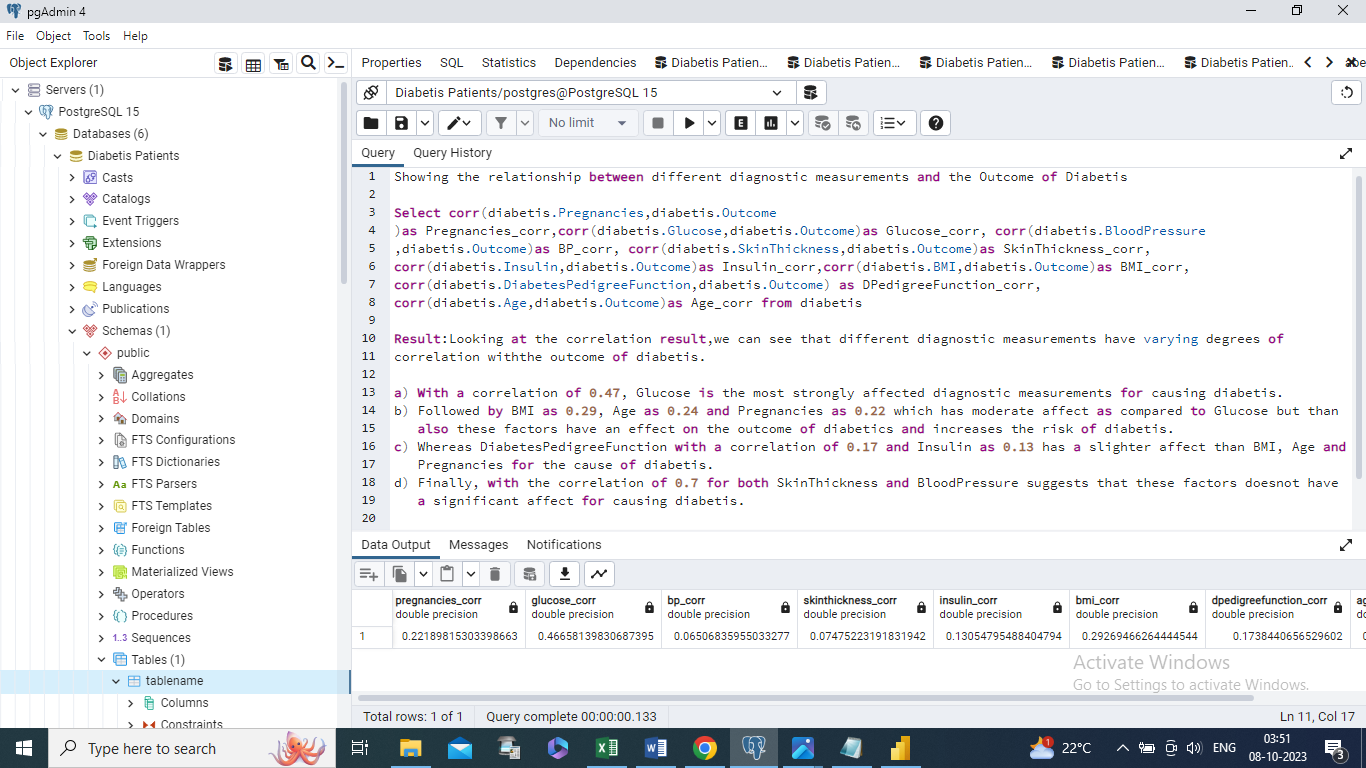 pgAdmin 4
File Object Tools Help
Object Explorer
Properties SQL Statistics Dependencies Diabetis Patien... Diabetis Patien... Diabetis Patien... Diabetis Patien... Diabetis Patien..
Servers (1)
PostgreSQL 15
Databases (6)
Diabetis Patients
Casts
Catalogs
Event Triggers
Extensions
Foreign Data Wrappers
Languages
Publications
Schemas (1)
public
Aggregates
Collations
Domains
FTS Configurations
FTS Dictionaries
FTS Parsers
FTS Templates
Foreign Tables
Functions
Materialized Views
Operators
Procedures
1..3 Sequences
Tables (1)
tablename
Columns
Constraints
Diabetis Patients/postgres@PostgreSQL 15
No limit
Query Query History
1 Showing the relationship between different diagnostic measurements and the Outcome of Diabetis
2
3 Select corr(diabetis.Pregnancies,diabetis.Outcome
4 )as Pregnancies_corr,corr(diabetis.Glucose,diabetis.Outcome)as Glucose_corr, corr(diabetis.BloodPressure
5 ,diabetis.Outcome)as BP_corr, corr(diabetis.SkinThickness,diabetis.Outcome)as SkinThickness_corr,
6 corr(diabetis.Insulin,diabetis.Outcome)as Insulin_corr,corr(diabetis.BMI,diabetis.Outcome)as BMI_corr,
7 corr(diabetis.DiabetesPedigreeFunction,diabetis.Outcome) as DPedigreeFunction_corr,
8 corr(diabetis.Age,diabetis.Outcome)as Age_corr from diabetis
9
10 Result:Looking at the correlation result,we can see that different diagnostic measurements have varying degrees of
11 correlation withthe outcome of diabetis.
12
13 a) With a correlation of 0.47, Glucose is the most strongly affected diagnostic measurements for causing diabetis.
14 b) Followed by BMI as 0.29, Age as 0.24 and Pregnancies as 0.22 which has moderate affect as compared to Glucose but than
15 also these factors have an effect on the outcome of diabetics and increases the risk of diabetis.
16 c) Whereas DiabetesPedigreeFunction with a correlation of 0.17 and Insulin as 0.13 has a slighter affect than BMI, Age and
17 Pregnancies for the cause of diabetis.
18 d) Finally, with the correlation of 0.7 for both SkinThickness and BloodPressure suggests that these factors doesnot have
19 a significant affect for causing diabetis.
20
Data Output Messages Notifications
pregnancies_corr glucose_corr bp_corr skinthickness_corr insulin_corr bmi_corr dpedigreefunction_corr ag
double precision double precision double precision double precision double precision double precision double precision
1 0.22189815303398663 0.46658139830687395 0.06506835955033277 0.07475223191831942 0.13054795488404794 0.29269466264444544 0.1738440656529602
Activate Windows
Go to Settings to activate Windows.
Total rows: 1 of 1 Query complete 00:00:00.133 Ln 11, Col 17
Type here to search
1 22°C ENG 03:51
08-10-2023 3